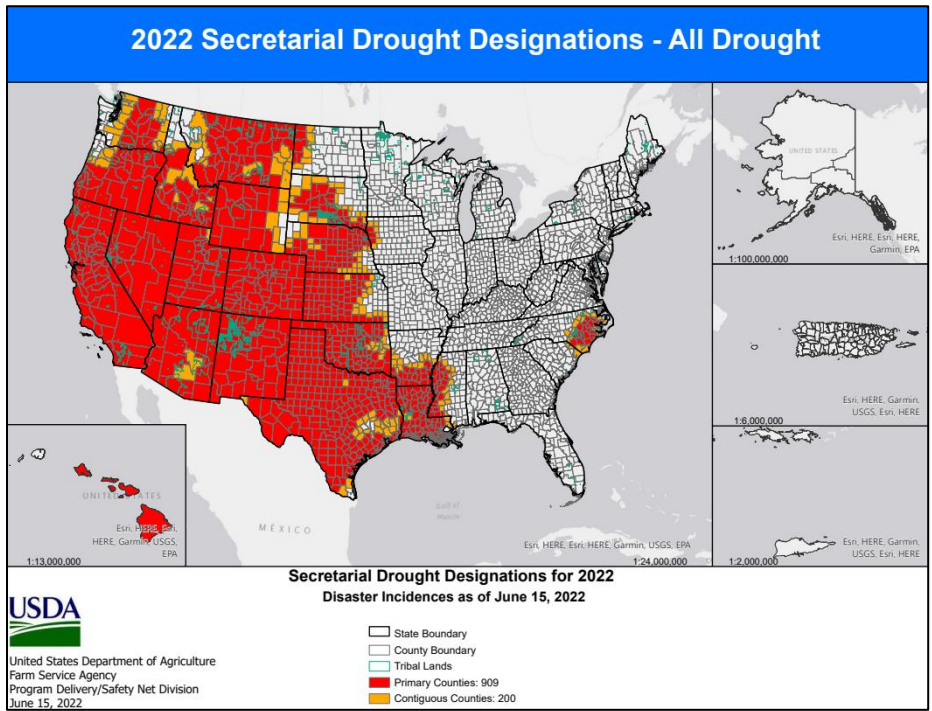 2022 Secretarial Drought Designations - All Drought
UNITED STATES
Esri, HERE, Esri, HERE,
Garmin, EPA
1:100,000,000
Esri, HERE, Garmin,
USGS, Esri, HERE
1:6,000,000
UNITED STATES
Esri, HERE, Esri,
HERE, Garmin, USGS,
EPA
1:13,000,000
MÉXICO
Gulf of
Mexico
Esri, HERE, Esri, HERE, Garmin, USGS, EPA
1:24,000,000
Esri, HERE, Garmin,
USGS, Esri, HERE
1:2,000,000
Secretarial Drought Designations for 2022
Disaster Incidences as of June 15, 2022
USDA
United States Department of Agriculture
Farm Service Agency
Program Delivery/Safety Net Division
June 15, 2022
State Boundary
County Boundary
Tribal Lands
Primary Counties: 909
Contiguous Counties: 200